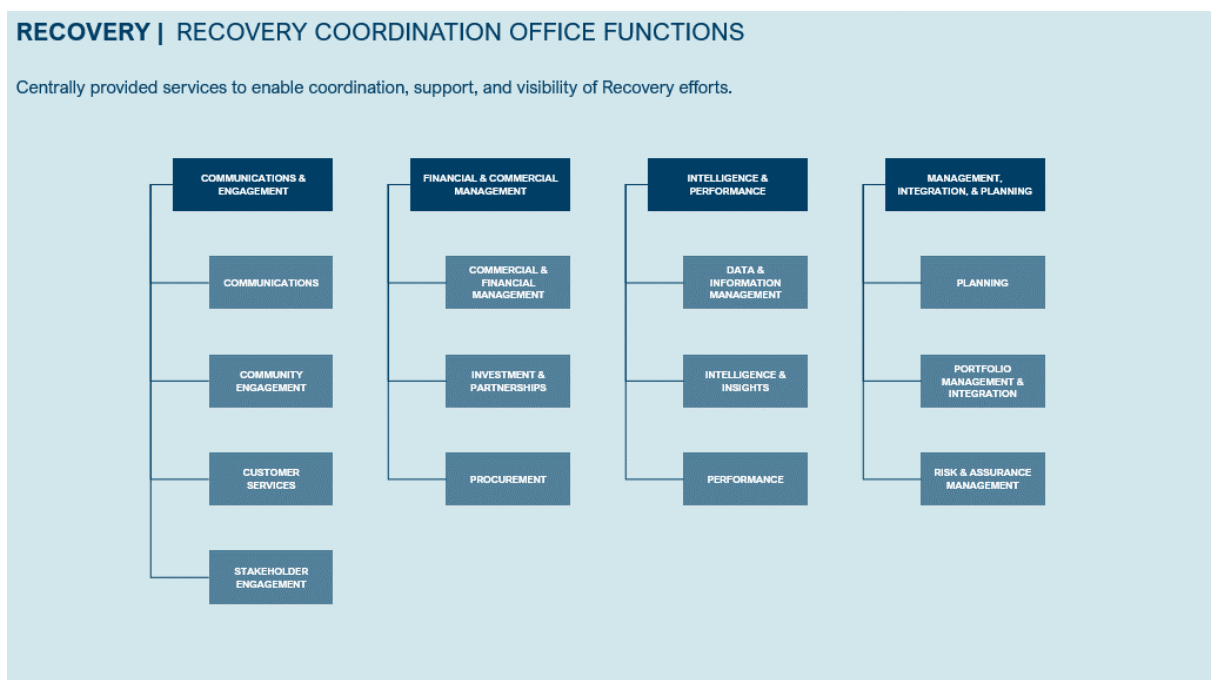 RECOVERY | RECOVERY COORDINATION OFFICE FUNCTIONS
Centrally provided services to enable coordination, support, and visibility of Recovery efforts.
COMMUNICATIONS &
ENGAGEMENT
COMMUNICATIONS
COMMUNITY
ENGAGEMENT
CUSTOMER
SERVICES
STAKEHOLDER
ENGAGEMENT
FINANCIAL & COMMERCIAL
MANAGEMENT
COMMERCIAL &
FINANCIAL
MANAGEMENT
INVESTMENT &
PARTNERSHIPS
PROCUREMENT
INTELLIGENCE &
PERFORMANCE
DATA &
INFORMATION
MANAGEMENT
INTELLIGENCE &
INSIGHTS
PERFORMANCE
MANAGEMENT,
INTEGRATION, & PLANNING
PLANNING
PORTFOLIO
MANAGEMENT &
INTEGRATION
RISK & ASSURANCE
MANAGEMENT